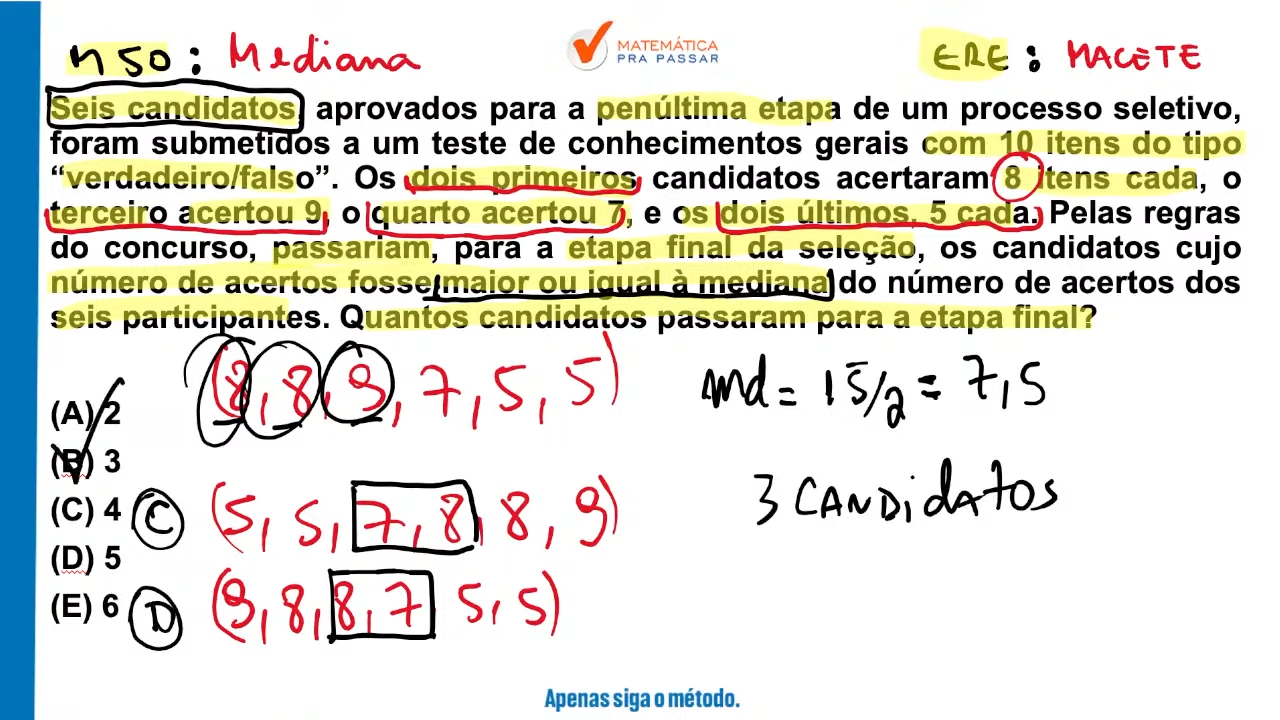 M50 : Mediana
MATEMÁTICA
PRA PASSAR
ERE : MACETE
Seis candidatos, aprovados para a penúltima etapa de um processo seletivo,
foram submetidos a um teste de conhecimentos gerais com 10 itens do tipo
“verdadeiro/falso”. Os dois primeiros candidatos acertaram 8 itens cada, o
terceiro acertou 9, o quarto acertou 7, e os dois últimos, 5 cada. Pelas regras
do concurso, passariam, para a etapa final da seleção, os candidatos cujo
número de acertos fosse maior ou igual à mediana do número de acertos dos
seis participantes. Quantos candidatos passaram para a etapa final?
(8, 8, 9, 7, 5, 5)
md = 15/2 = 7,5
(A) 2
(B) 3
(C) 4
(D) 5
(E) 6
C (5, 5, 7, 8, 8, 9)
D (9, 8, 8, 7, 5, 5)
3 CANDIdATOS
Apenas siga o método.